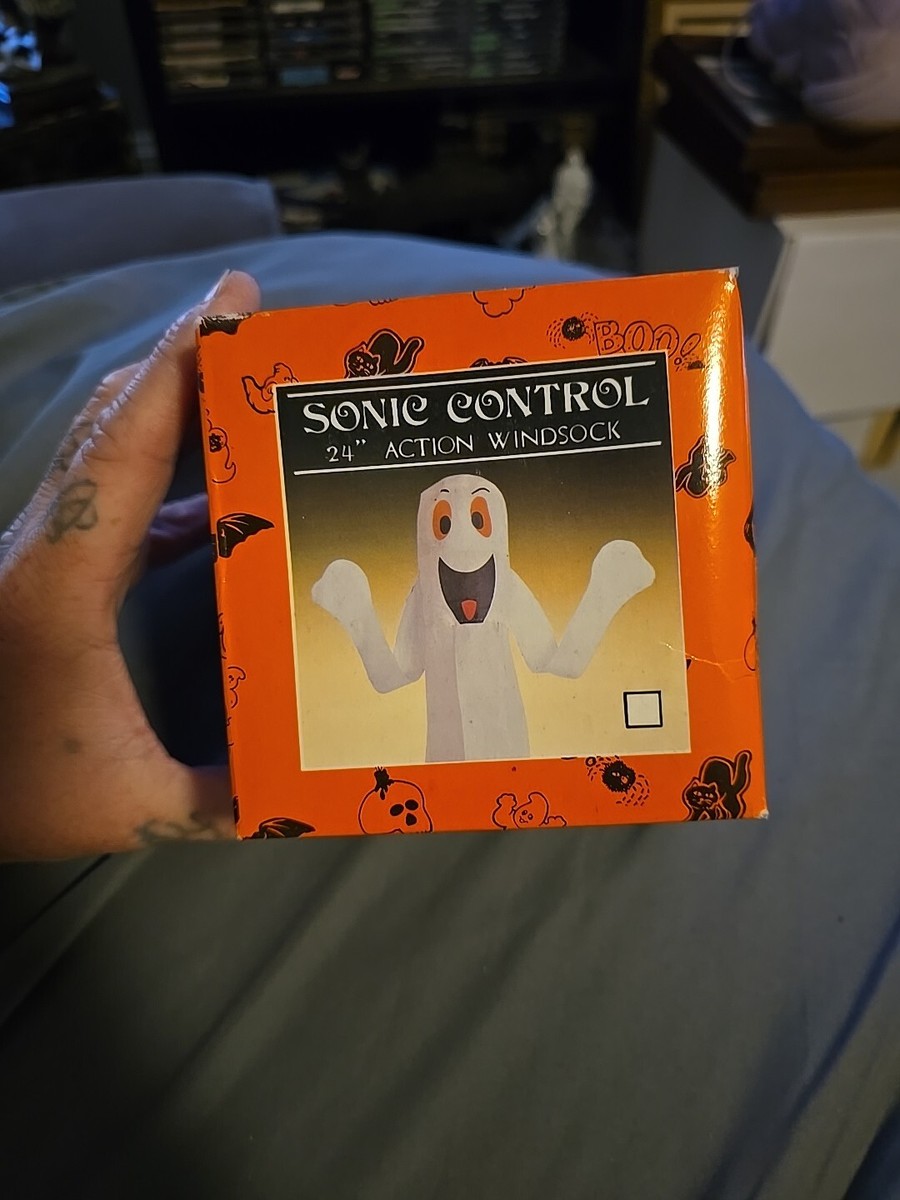 BOO!
SONIC CONTROL
24" ACTION WINDSOCK